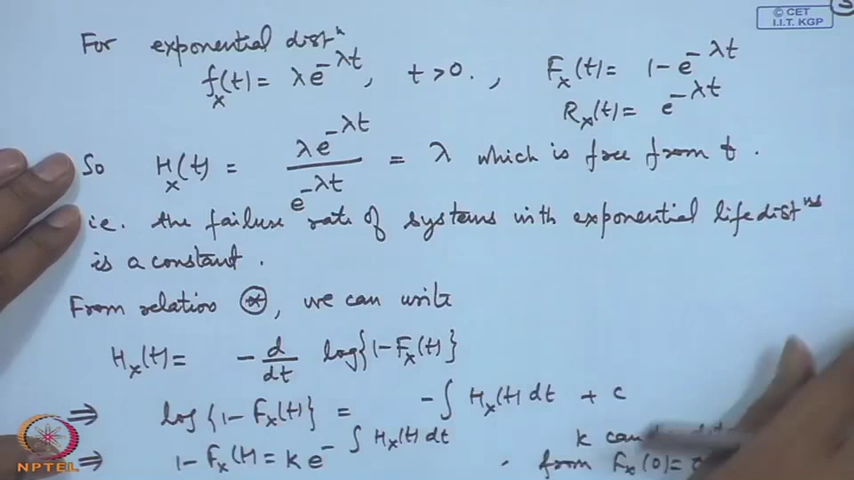 © CET
I.I.T. KGP
For exponential distⁿ
f_X(t) = λe^{-λt}, t > 0. , F_X(t) = 1 - e^{-λt}
R_X(t) = e^{-λt}
So H_X(t) = λe^{-λt} / e^{-λt} = λ which is free from t.
i.e. the failure rate of systems with exponential life distⁿˢ
is a constant.
From relation ⊛, we can write
H_X(t) = - d/dt log{1-F_X(t)}
⇒ log{1-F_X(t)} = -∫ H_X(t) dt + c
⇒ 1-F_X(t) = k e^{-∫ H_X(t) dt} k can
from F_X(0) =
NPTEL